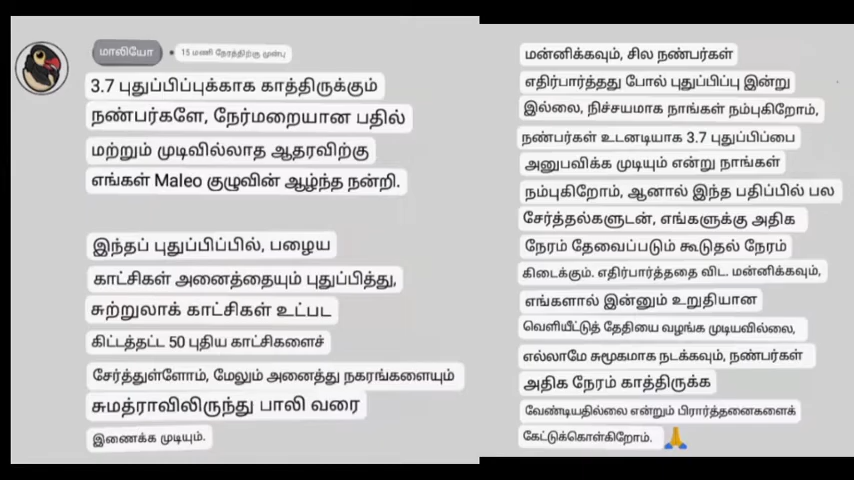 மாலியோ
15 மணி நேரத்திற்கு முன்பு
3.7 புதுப்பிப்புக்காக காத்திருக்கும்
நண்பர்களே, நேர்மறையான பதில்
மற்றும் முடிவில்லாத ஆதரவிற்கு
எங்கள் Maleo குழுவின் ஆழ்ந்த நன்றி.
இந்தப் புதுப்பிப்பில், பழைய
காட்சிகள் அனைத்தையும் புதுப்பித்து,
சுற்றுலாக் காட்சிகள் உட்பட
கிட்டத்தட்ட 50 புதிய காட்சிகளைச்
சேர்த்துள்ளோம், மேலும் அனைத்து நகரங்களையும்
சுமத்ராவிலிருந்து பாலி வரை
இணைக்க முடியும்.
மன்னிக்கவும், சில நண்பர்கள்
எதிர்பார்த்தது போல் புதுப்பிப்பு இன்று
இல்லை, நிச்சயமாக நாங்கள் நம்புகிறோம்,
நண்பர்கள் உடனடியாக 3.7 புதுப்பிப்பை
அனுபவிக்க முடியும் என்று நாங்கள்
நம்புகிறோம், ஆனால் இந்த பதிப்பில் பல
சேர்த்தல்களுடன், எங்களுக்கு அதிக
நேரம் தேவைப்படும் கூடுதல் நேரம்
கிடைக்கும். எதிர்பார்த்ததை விட. மன்னிக்கவும்,
எங்களால் இன்னும் உறுதியான
வெளியீட்டுத் தேதியை வழங்க முடியவில்லை,
எல்லாமே சுமூகமாக நடக்கவும், நண்பர்கள்
அதிக நேரம் காத்திருக்க
வேண்டியதில்லை என்றும் பிரார்த்தனைகளைக்
கேட்டுக்கொள்கிறோம். 🙏